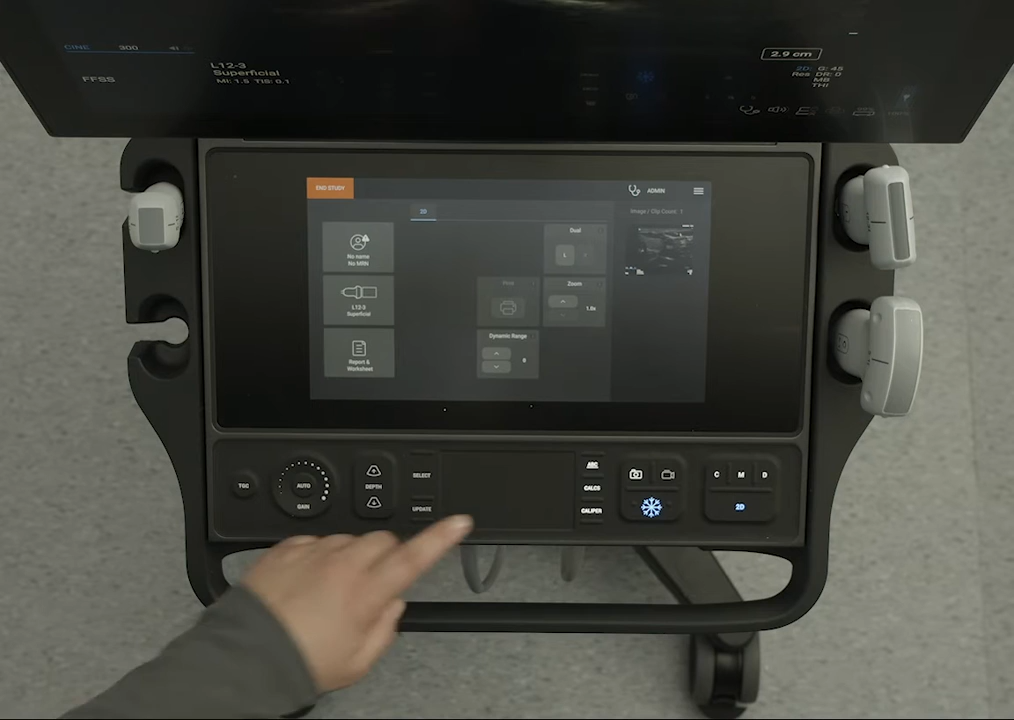 CINE 300
FFSS
L12-3
Superficial
MI: 1.5 TIS: 0.1
2.9 cm
2D: G: 45
Res DR: 0
MB
THI
END STUDY
ADMIN
2D
Image / Clip Count: 1
No name
No MRN
L12-3
Superficial
Report &
Worksheet
Dual
L
Print
Zoom
1.0x
Dynamic Range
TGC
AUTO
GAIN
DEPTH
SELECT
UPDATE
ABC
CALCS
CALIPER
C M D
2D